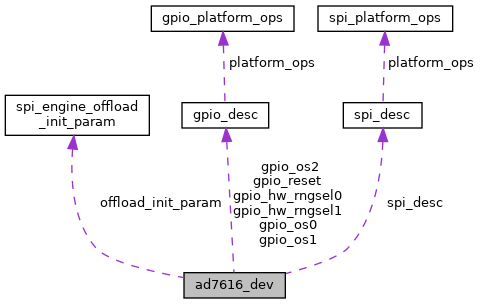 gpio_platform_ops
spi_platform_ops
platform_ops
platform_ops
spi_engine_offload
_init_param
gpio_desc
spi_desc
gpio_os2
gpio_reset
gpio_hw_rngsel0
gpio_hw_rngsel1
gpio_os0
gpio_os1
offload_init_param
spi_desc
ad7616_dev